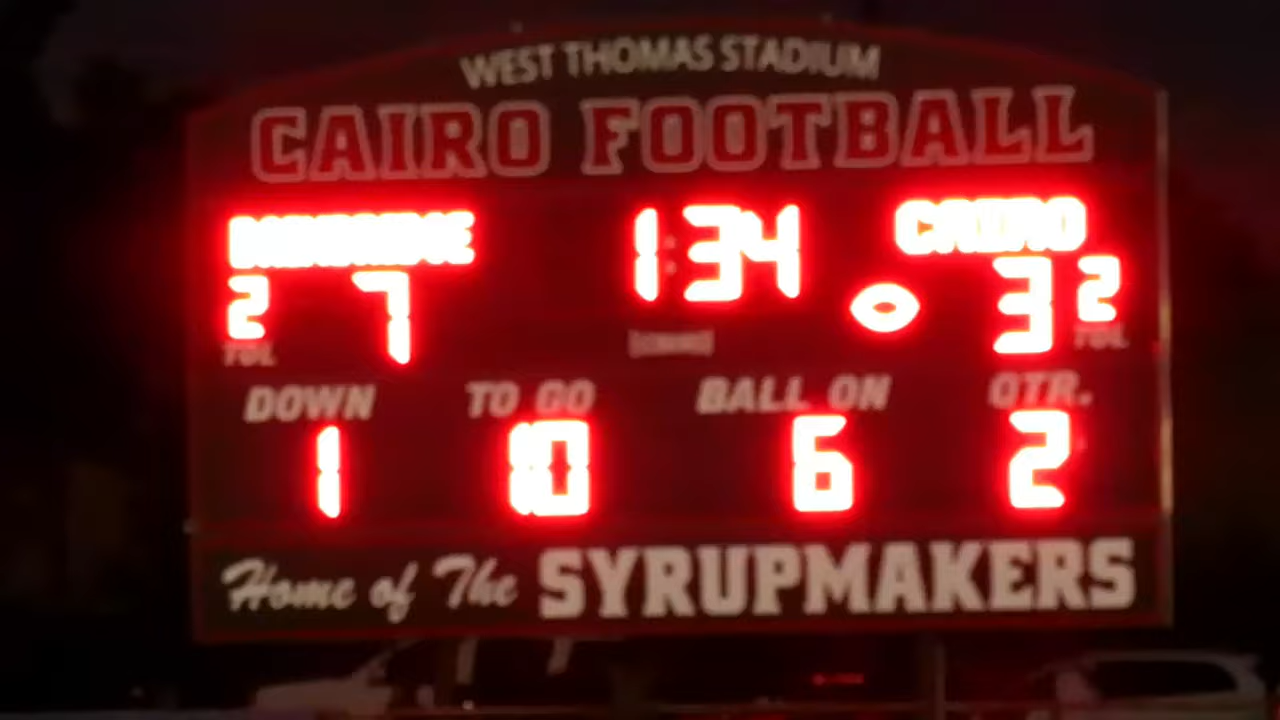 WEST THOMAS STADIUM
CAIRO FOOTBALL
1:34 CAIRO
2 7 3 2
TOL TOL
DOWN TO GO BALL ON QTR.
1 10 6 2
Home of The SYRUPMAKERS